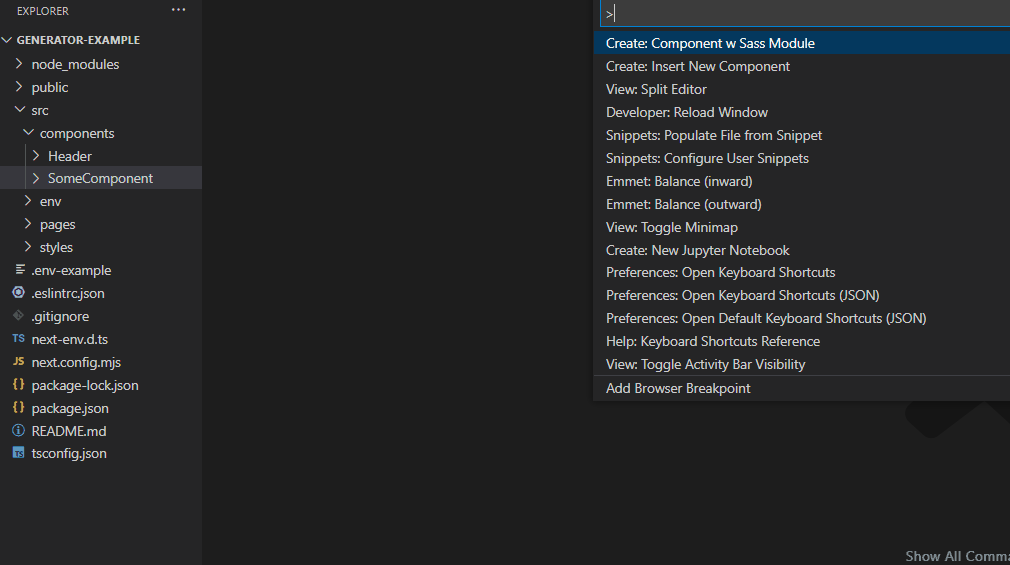 EXPLORER
GENERATOR-EXAMPLE
node_modules
public
src
components
Header
SomeComponent
env
pages
styles
.env-example
.eslintrc.json
.gitignore
TS next-env.d.ts
JS next.config.mjs
{} package-lock.json
{} package.json
README.md
TS tsconfig.json
>
Create: Component w Sass Module
Create: Insert New Component
View: Split Editor
Developer: Reload Window
Snippets: Populate File from Snippet
Snippets: Configure User Snippets
Emmet: Balance (inward)
Emmet: Balance (outward)
View: Toggle Minimap
Create: New Jupyter Notebook
Preferences: Open Keyboard Shortcuts
Preferences: Open Keyboard Shortcuts (JSON)
Preferences: Open Default Keyboard Shortcuts (JSON)
Help: Keyboard Shortcuts Reference
View: Toggle Activity Bar Visibility
Add Browser Breakpoint
Show All Comma